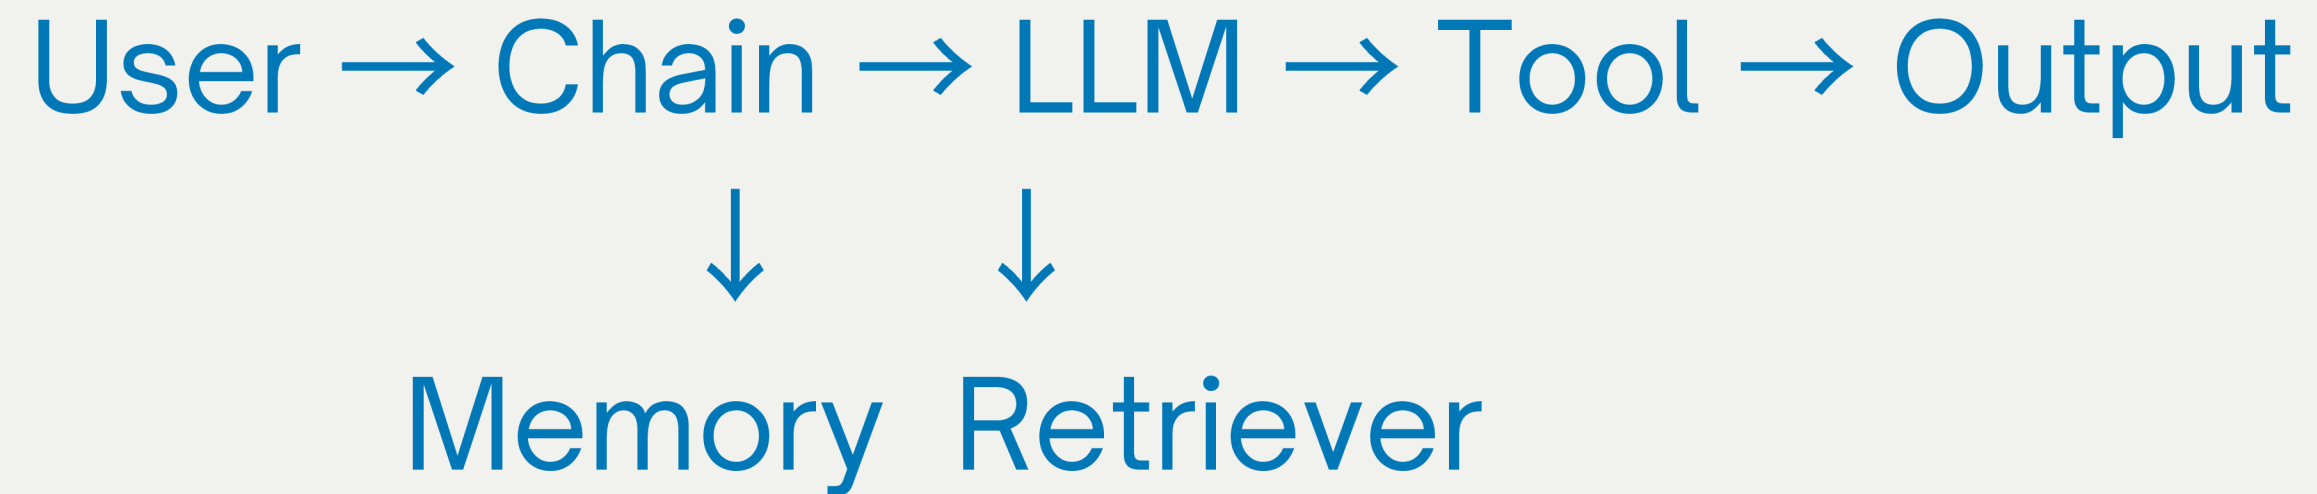 User → Chain → LLM → Tool → Output
↓ ↓
Memory Retriever